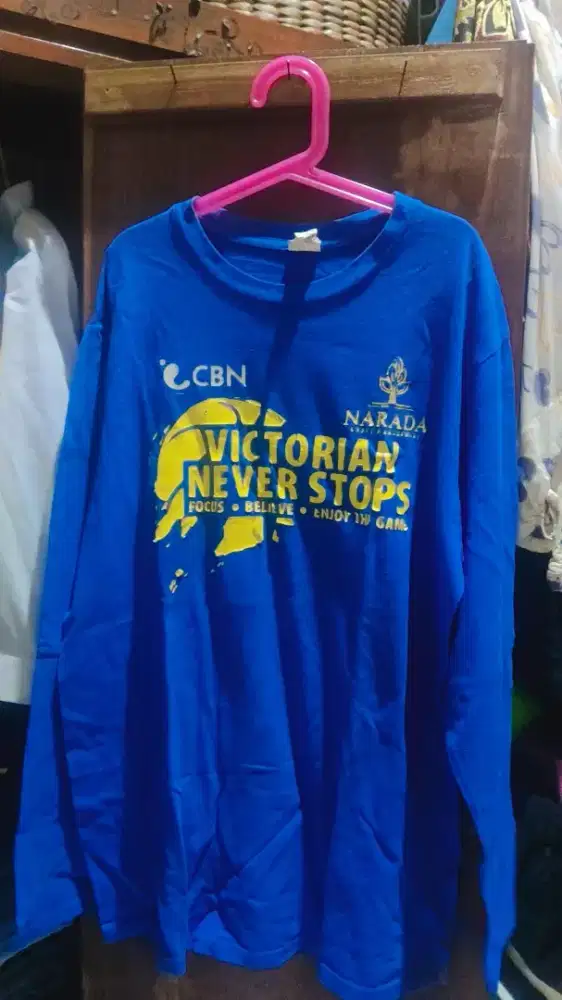 CBN
NARADA
VICTORIAN
NEVER STOPS
FOCUS • BELIEVE • ENJOY THE GAME